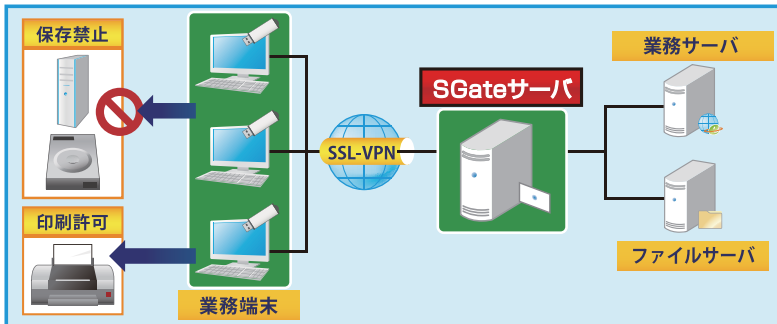 保存禁止
印刷許可
業務端末
SSL-VPN
SGateサーバ
業務サーバ
ファイルサーバ